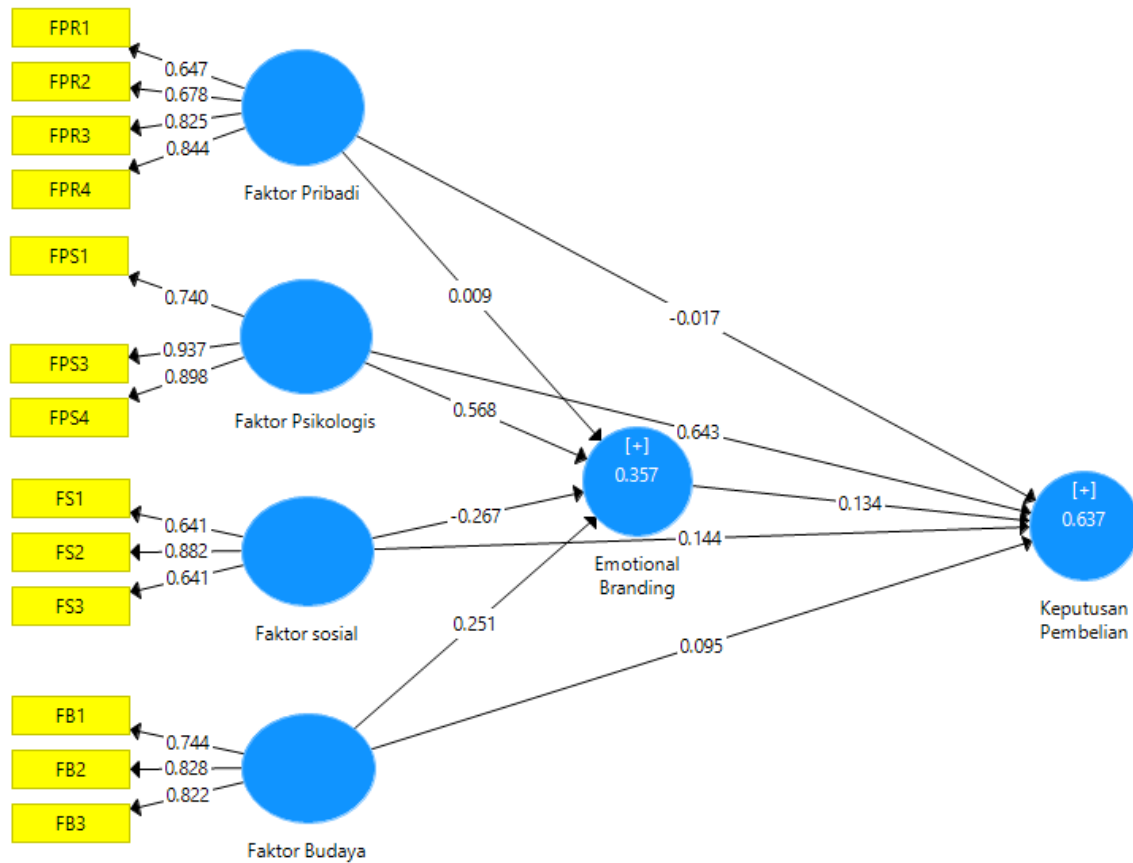 FPR1
0.647
FPR2
0.678
FPR3
0.825
FPR4
0.844
Faktor Pribadi
FPS1
0.740
FPS3
0.937
FPS4
0.898
Faktor Psikologis
FS1
0.641
FS2
0.882
FS3
0.641
Faktor sosial
FB1
0.744
FB2
0.828
FB3
0.822
Faktor Budaya
0.009
-0.017
0.568
0.643
-0.267
0.144
0.251
0.095
[+]
0.357
Emotional
Branding
0.134
[+]
0.637
Keputusan
Pembelian